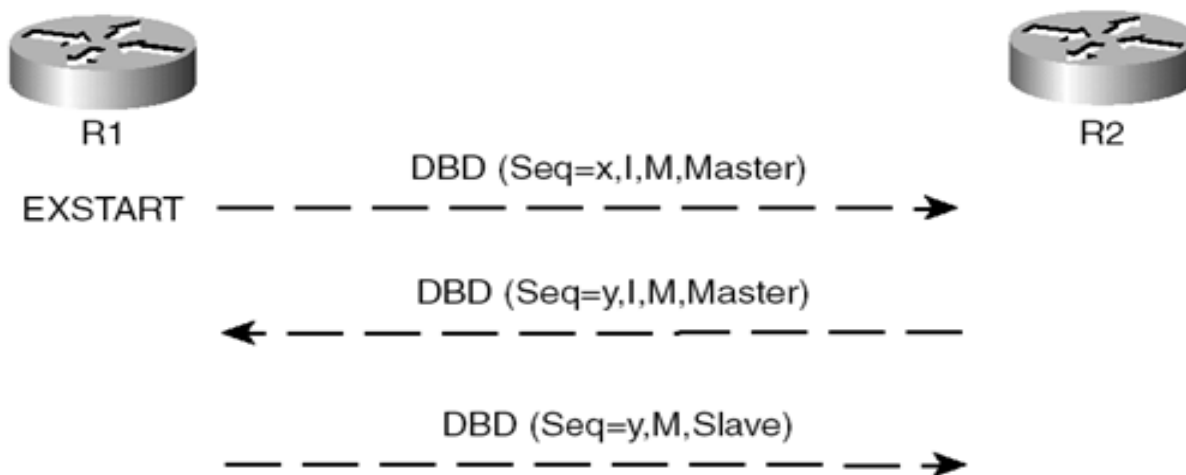 R1
R2
DBD (Seq=x,I,M,Master)
EXSTART
DBD (Seq=y,I,M,Master)
DBD (Seq=y,M,Slave)